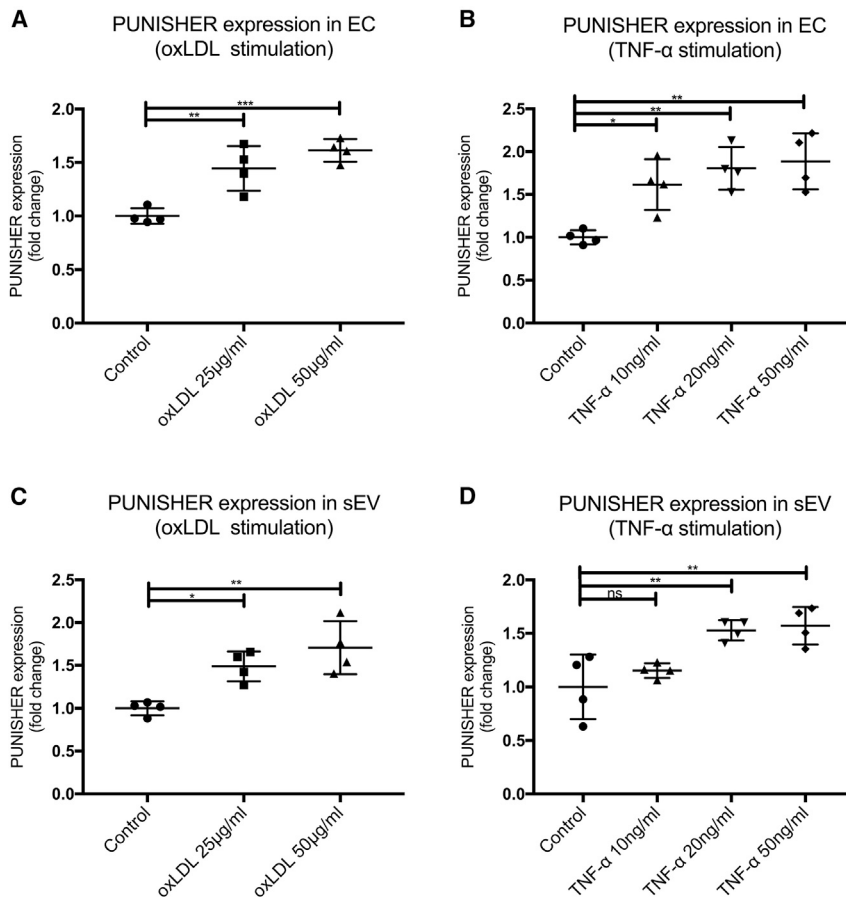 A
PUNISHER expression in EC
(oxLDL stimulation)
PUNISHER expression
(fold change)
2.0
1.5
1.0
0.5
0.0
***
**
Control
oxLDL 25μg/ml
oxLDL 50μg/ml
B
PUNISHER expression in EC
(TNF-α stimulation)
PUNISHER expression
(fold change)
2.5
2.0
1.5
1.0
0.5
0.0
**
**
*
Control
TNF-α 10ng/ml
TNF-α 20ng/ml
TNF-α 50ng/ml
C
PUNISHER expression in sEV
(oxLDL stimulation)
PUNISHER expression
(fold change)
2.5
2.0
1.5
1.0
0.5
0.0
**
*
Control
oxLDL 25μg/ml
oxLDL 50μg/ml
D
PUNISHER expression in sEV
(TNF-α stimulation)
PUNISHER expression
(fold change)
2.0
1.5
1.0
0.5
0.0
**
**
ns
Control
TNF-α 10ng/ml
TNF-α 20ng/ml
TNF-α 50ng/ml